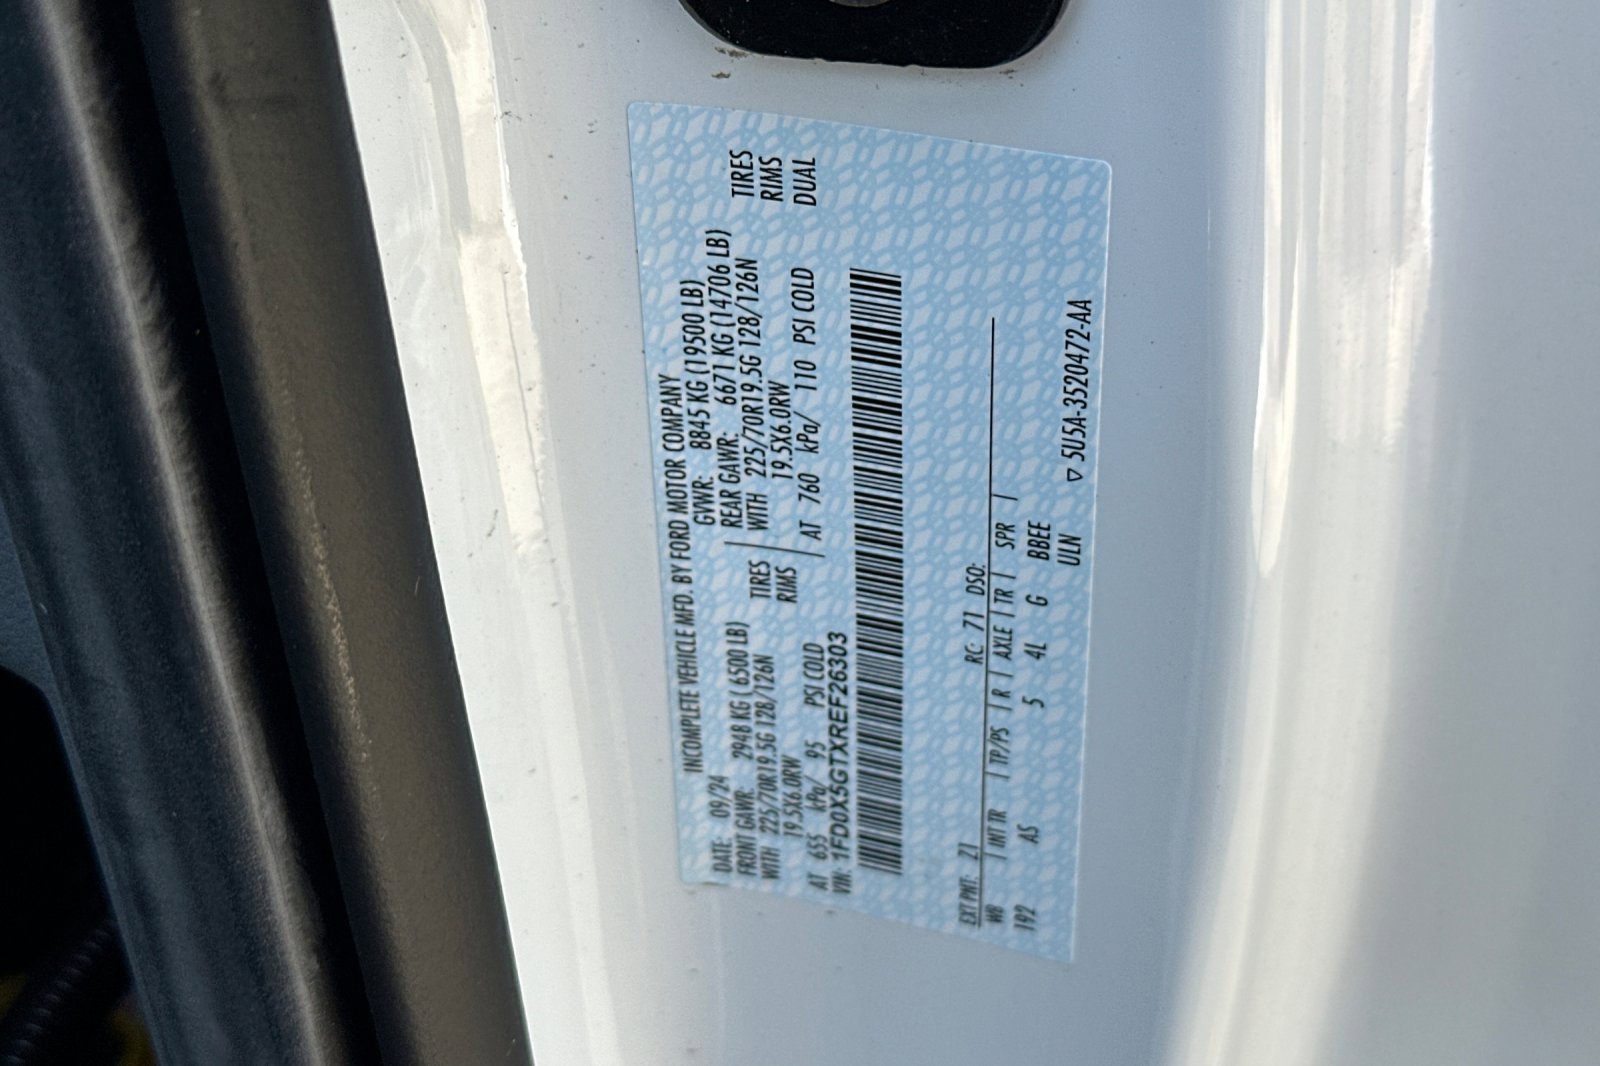 INCOMPLETE VEHICLE MFD. BY FORD MOTOR COMPANY
DATE: 09/24 GVWR: 8845 KG (19500 LB)
FRONT GAWR: 2948 KG (6500 LB) REAR GAWR: 6671 KG (14706 LB)
WITH 225/70R19.5G 128/126N TIRES WITH 225/70R19.5G 128/126N TIRES
19.5X6.0RW RIMS 19.5X6.0RW RIMS
AT 655 kPa/ 95 PSI COLD AT 760 kPa/ 110 PSI COLD DUAL
VIN: 1FD0X5GTXREF26303
EXT PNT: Z1 RC: 71 DSO:
WB INT TR TP/PS R AXLE TR SPR
192 AS 5 4L G BBEE
ULN
▽ 5U5A-3520472-AA